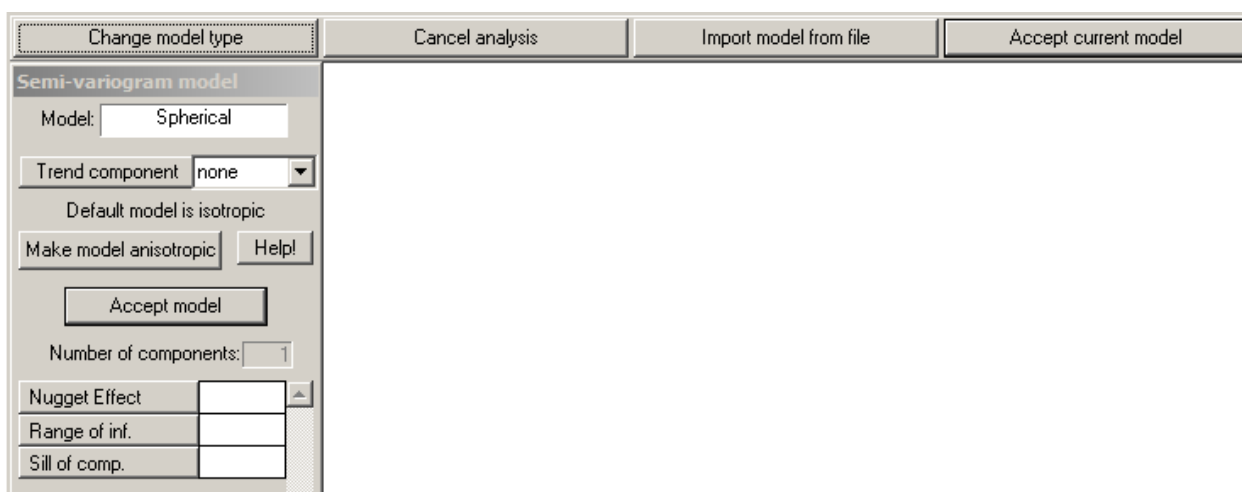 Change model type
Cancel analysis
Import model from file
Accept current model
Semi-variogram model
Model: Spherical
Trend component none
Default model is isotropic
Make model anisotropic Help!
Accept model
Number of components: 1
Nugget Effect
Range of inf.
Sill of comp.